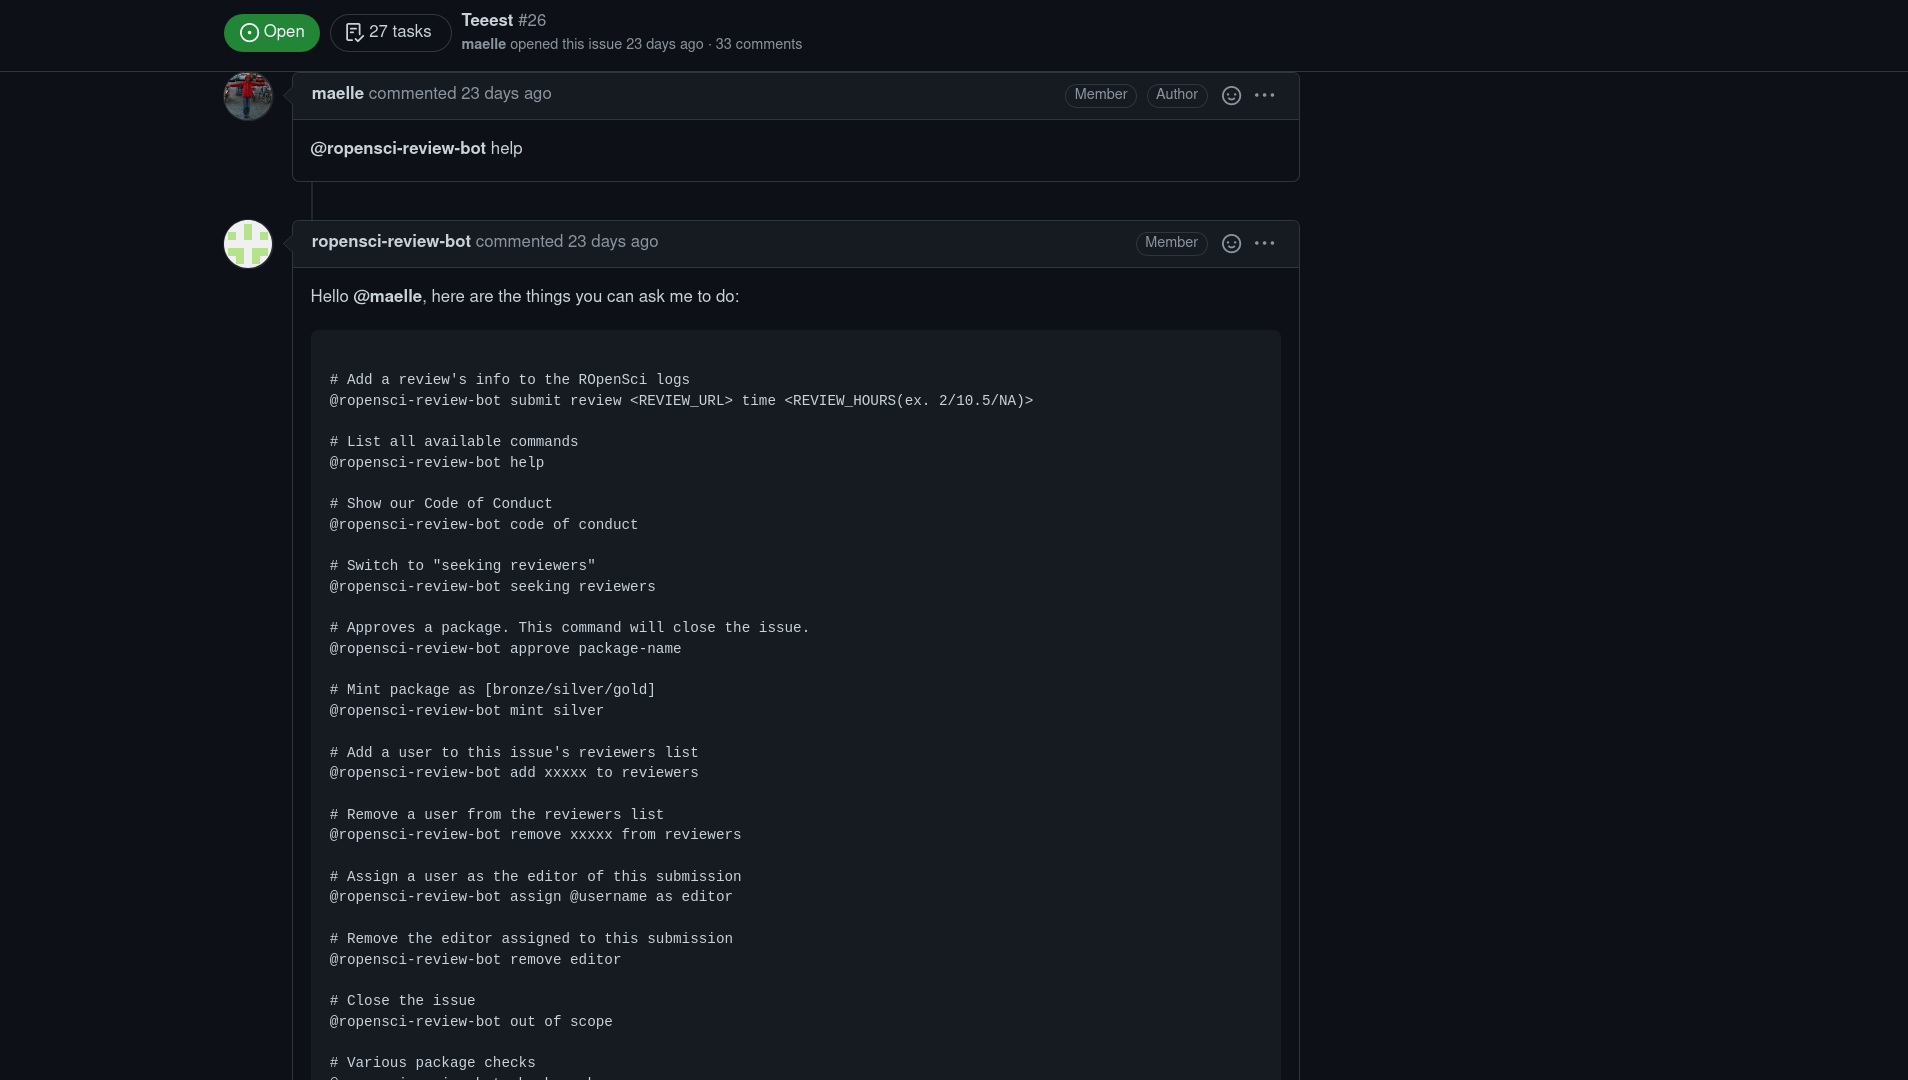 Open
27 tasks
Teeest #26
maelle opened this issue 23 days ago · 33 comments
maelle commented 23 days ago
Member
Author
@ropensci-review-bot help
ropensci-review-bot commented 23 days ago
Member
Hello @maelle, here are the things you can ask me to do:
# Add a review's info to the ROpenSci logs
@ropensci-review-bot submit review <REVIEW_URL> time <REVIEW_HOURS(ex. 2/10.5/NA)>
# List all available commands
@ropensci-review-bot help
# Show our Code of Conduct
@ropensci-review-bot code of conduct
# Switch to "seeking reviewers"
@ropensci-review-bot seeking reviewers
# Approves a package. This command will close the issue.
@ropensci-review-bot approve package-name
# Mint package as [bronze/silver/gold]
@ropensci-review-bot mint silver
# Add a user to this issue's reviewers list
@ropensci-review-bot add xxxxx to reviewers
# Remove a user from the reviewers list
@ropensci-review-bot remove xxxxx from reviewers
# Assign a user as the editor of this submission
@ropensci-review-bot assign @username as editor
# Remove the editor assigned to this submission
@ropensci-review-bot remove editor
# Close the issue
@ropensci-review-bot out of scope
# Various package checks